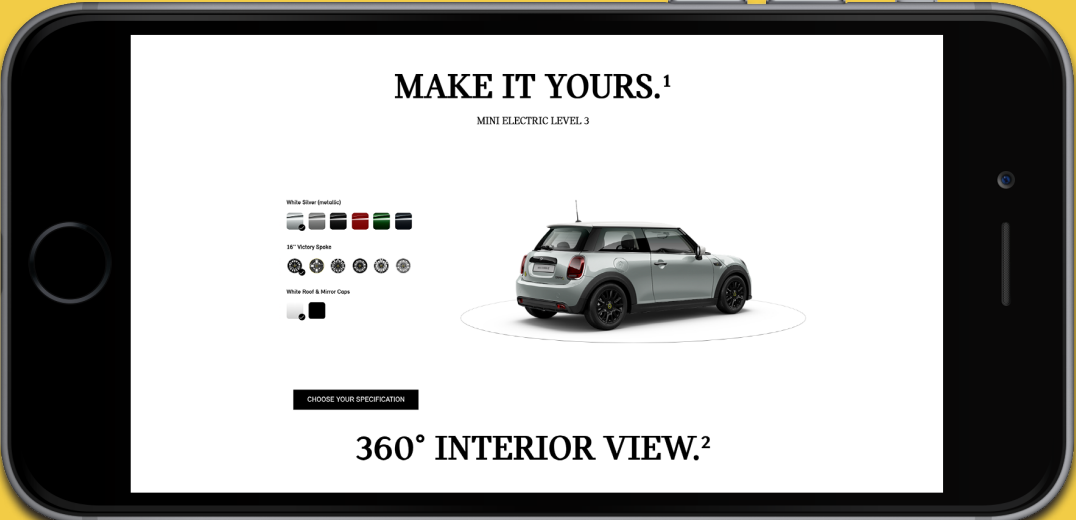 MAKE IT YOURS.¹
MINI ELECTRIC LEVEL 3
White Silver (metallic)
16" Victory Spoke
White Roof & Mirror Caps
CHOOSE YOUR SPECIFICATION
360° INTERIOR VIEW.²